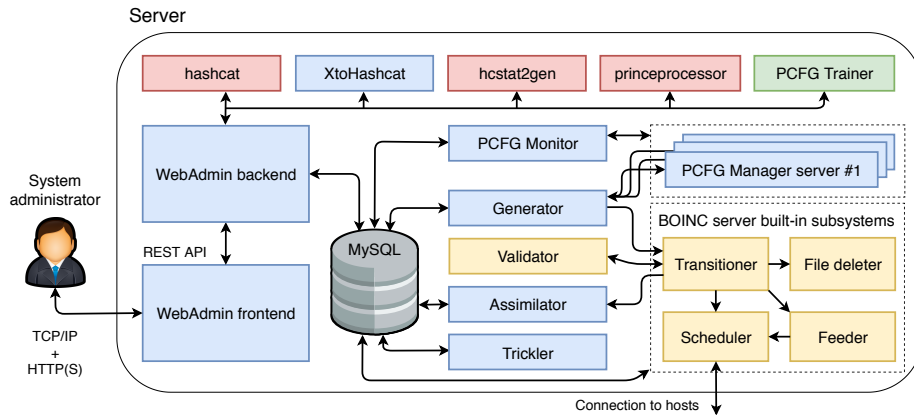 Server
hashcat
XtoHashcat
hcstat2gen
princeprocessor
PCFG Trainer
WebAdmin backend
PCFG Monitor
PCFG Manager server #1
System
administrator
Generator
BOINC server built-in subsystems
REST API
MySQL
Validator
Transitioner
File deleter
WebAdmin frontend
Assimilator
TCP/IP
+
HTTP(S)
Trickler
Scheduler
Feeder
Connection to hosts